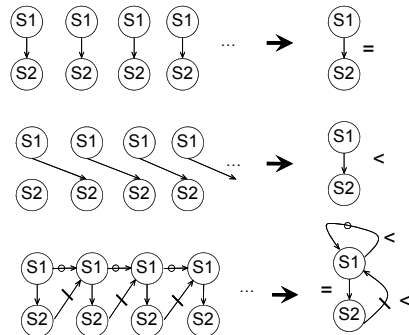 S1 S1 S1 S1 ... S1
S2 S2 S2 S2 S2 =
S1 S1 S1 S1 ... S1 <
S2 S2 S2 S2 S2
S1 S1 S1 S1 ... S1 <
S2 S2 S2 S2 = S2 <